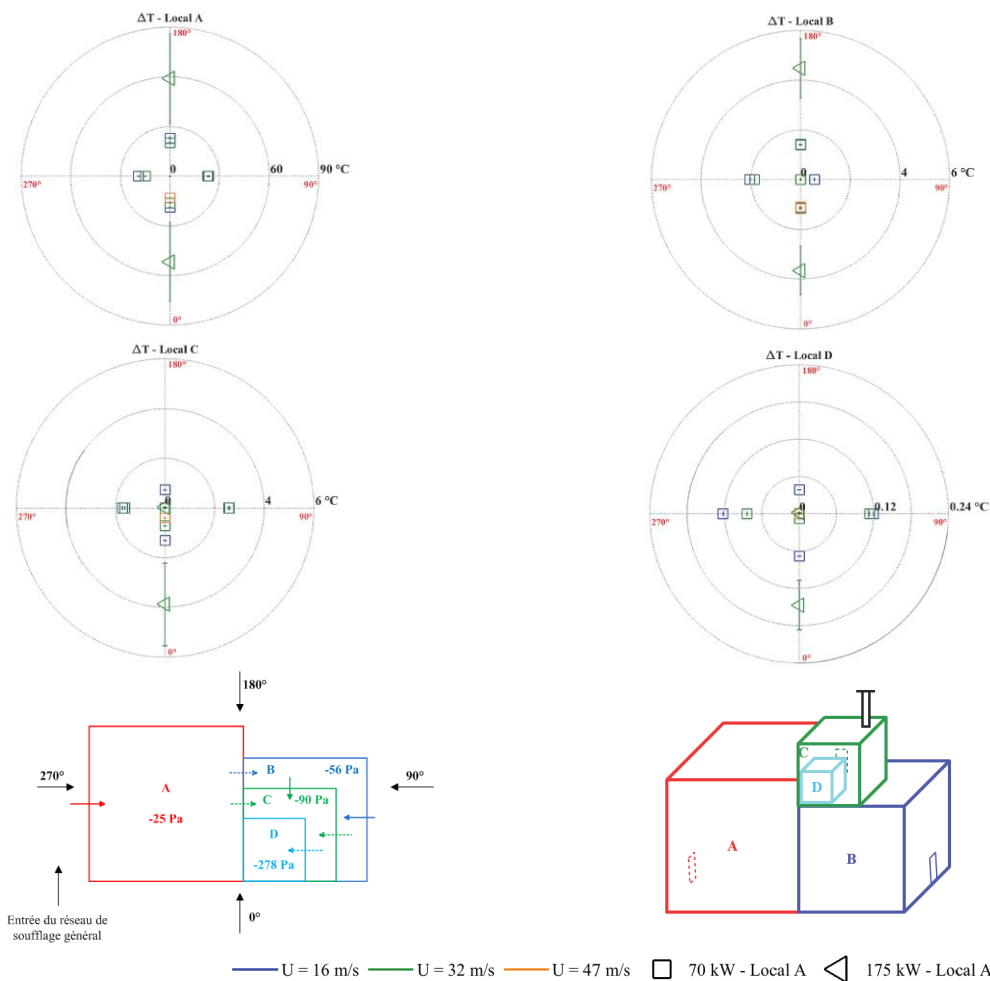 ΔT - Local A
180°
0
60
90 °C
270°
90°
0°
ΔT - Local B
180°
0
4
6 °C
270°
90°
0°
ΔT - Local C
180°
0
4
6 °C
270°
90°
0°
ΔT - Local D
180°
0
0.12
0.24 °C
270°
90°
0°
180°
270°
A
-25 Pa
B
-56 Pa
C
-90 Pa
D
-278 Pa
90°
0°
Entrée du réseau de
soufflage général
C
D
A
B
U = 16 m/s U = 32 m/s U = 47 m/s 70 kW - Local A 175 kW - Local A